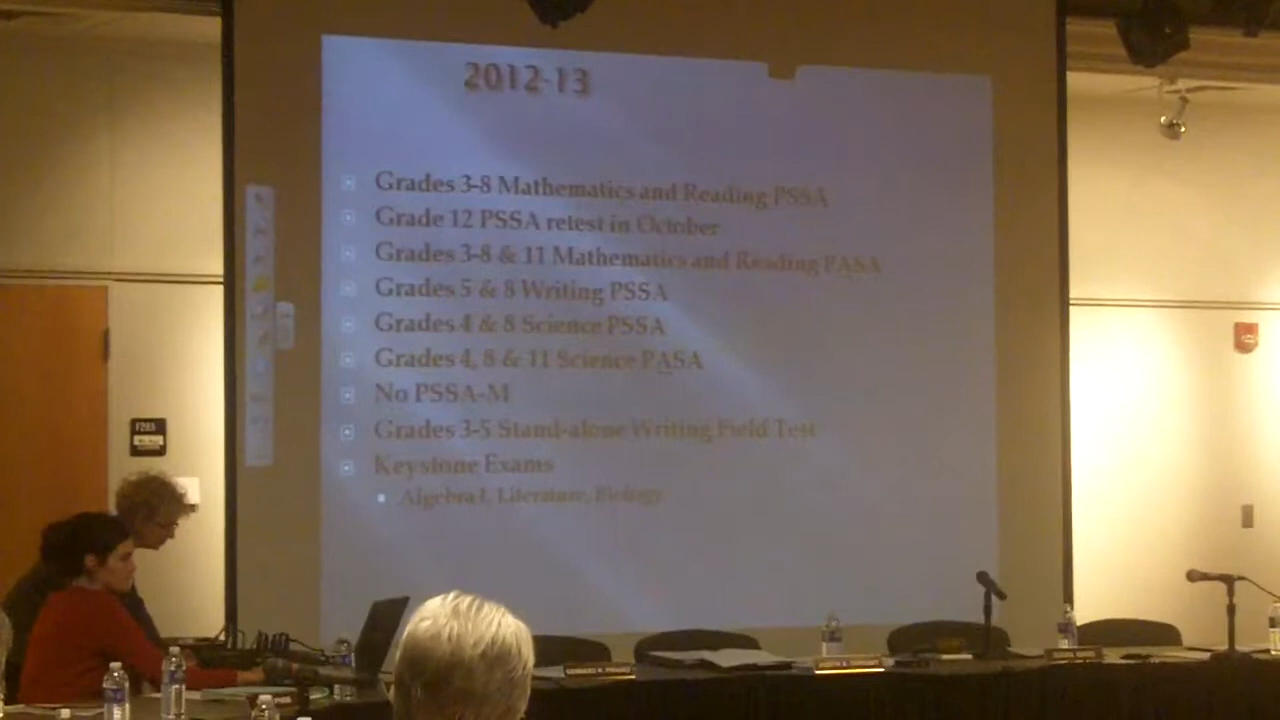 2012-13
Grades 3-8 Mathematics and Reading PSSA
Grade 12 PSSA retest in October
Grades 3-8 & 11 Mathematics and Reading PASA
Grades 5 & 8 Writing PSSA
Grades 4 & 8 Science PSSA
Grades 4, 8 & 11 Science PASA
No PSSA-M
Grades 3-5 Stand-alone Writing Field Test
Keystone Exams
Algebra I, Literature, Biology
F203